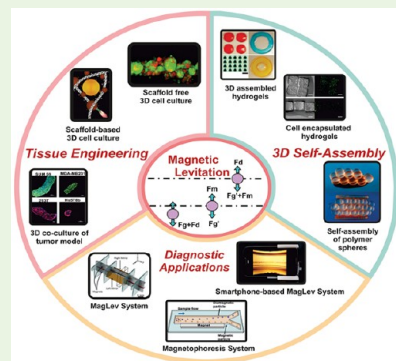 Scaffold free
3D cell culture
Scaffold-based
3D cell culture
Tissue Engineering
3D co-culture of
tumor model
3D assembled
hydrogels
Cell encapsulated
hydrogels
3D Self-Assembly
Self-assembly
of polymer
spheres
Magnetic
Levitation
Fd
Fm
Fg'+Fm
Fg+Fd
Fg'
Diagnostic
Applications
MagLev System
Smartphone-based MagLev System
Magnetophoresis System